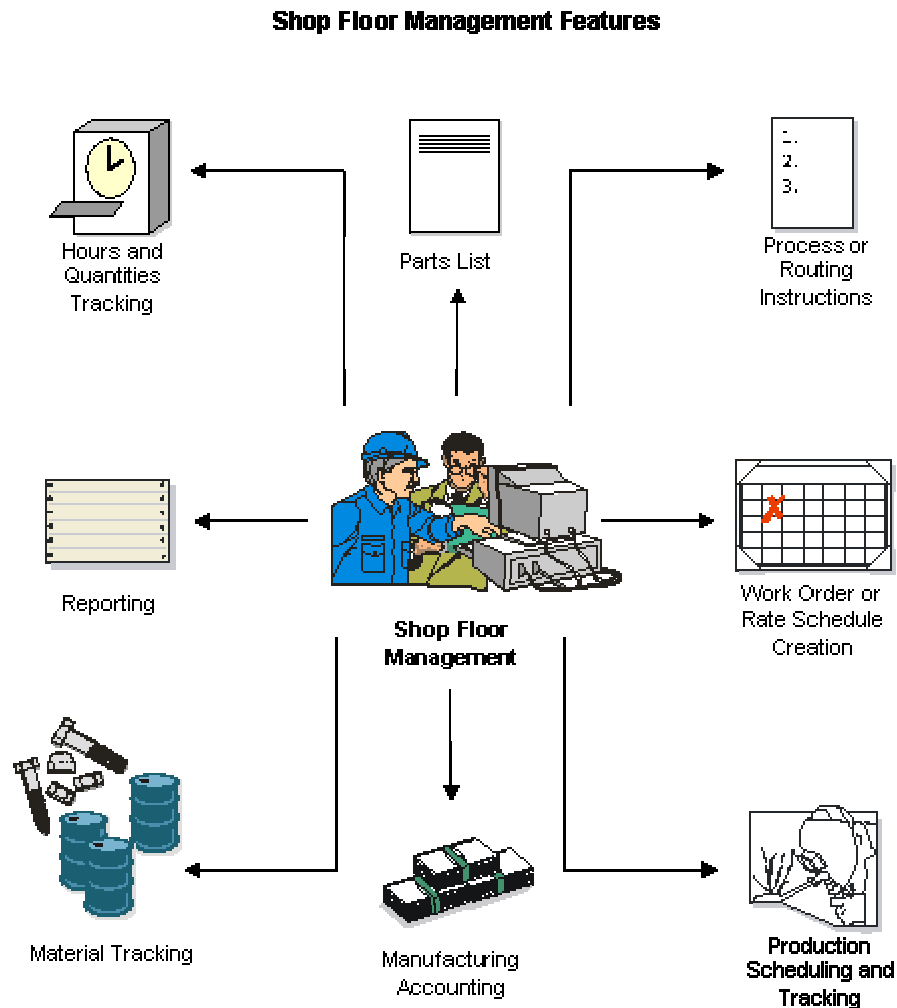 Shop Floor Management Features
1.
2.
3.
Hours and
Quantities
Tracking
Parts List
Process or
Routing
Instructions
Reporting
Shop Floor
Management
Work Order or
Rate Schedule
Creation
Material Tracking
Manufacturing
Accounting
Production
Scheduling and
Tracking